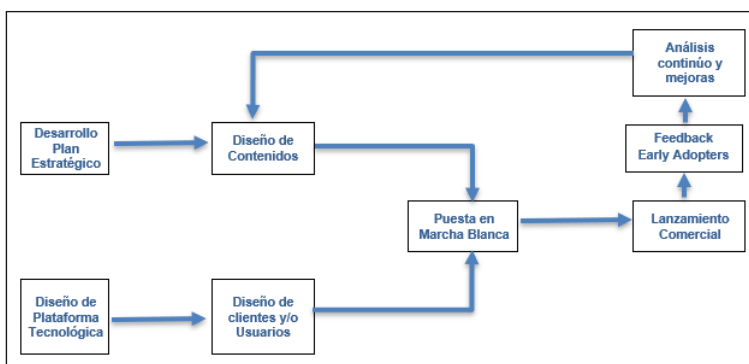 Análisis
continúo y
mejoras
Desarrollo
Plan
Estratégico
Diseño de
Contenidos
Feedback
Early Adopters
Puesta en
Marcha Blanca
Lanzamiento
Comercial
Diseño de
Plataforma
Tecnológica
Diseño de
clientes y/o
Usuarios